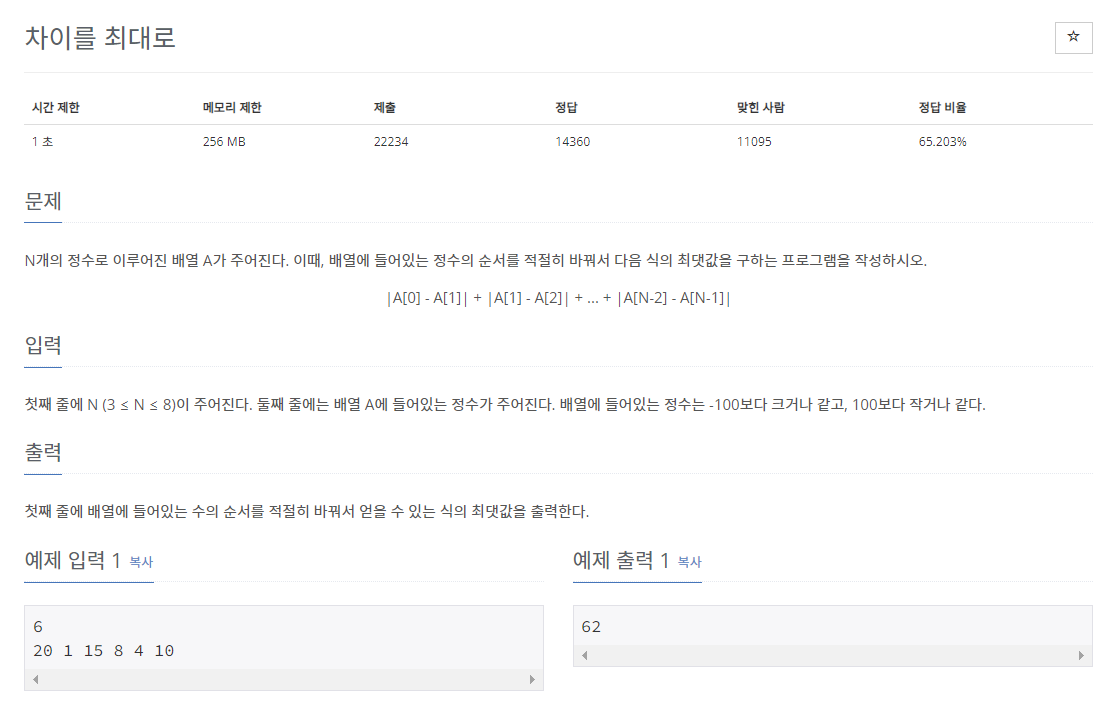 차이를 최대로
☆
시간 제한 메모리 제한 제출 정답 맞힌 사람 정답 비율
1 초 256 MB 22234 14360 11095 65.203%
문제
N개의 정수로 이루어진 배열 A가 주어진다. 이때, 배열에 들어있는 정수의 순서를 적절히 바꿔서 다음 식의 최댓값을 구하는 프로그램을 작성하시오.
|A[0] - A[1]| + |A[1] - A[2]| + ... + |A[N-2] - A[N-1]|
입력
첫째 줄에 N (3 ≤ N ≤ 8)이 주어진다. 둘째 줄에는 배열 A에 들어있는 정수가 주어진다. 배열에 들어있는 정수는 -100보다 크거나 같고, 100보다 작거나 같다.
출력
첫째 줄에 배열에 들어있는 수의 순서를 적절히 바꿔서 얻을 수 있는 식의 최댓값을 출력한다.
예제 입력 1 복사
6
20 1 15 8 4 10
예제 출력 1 복사
62